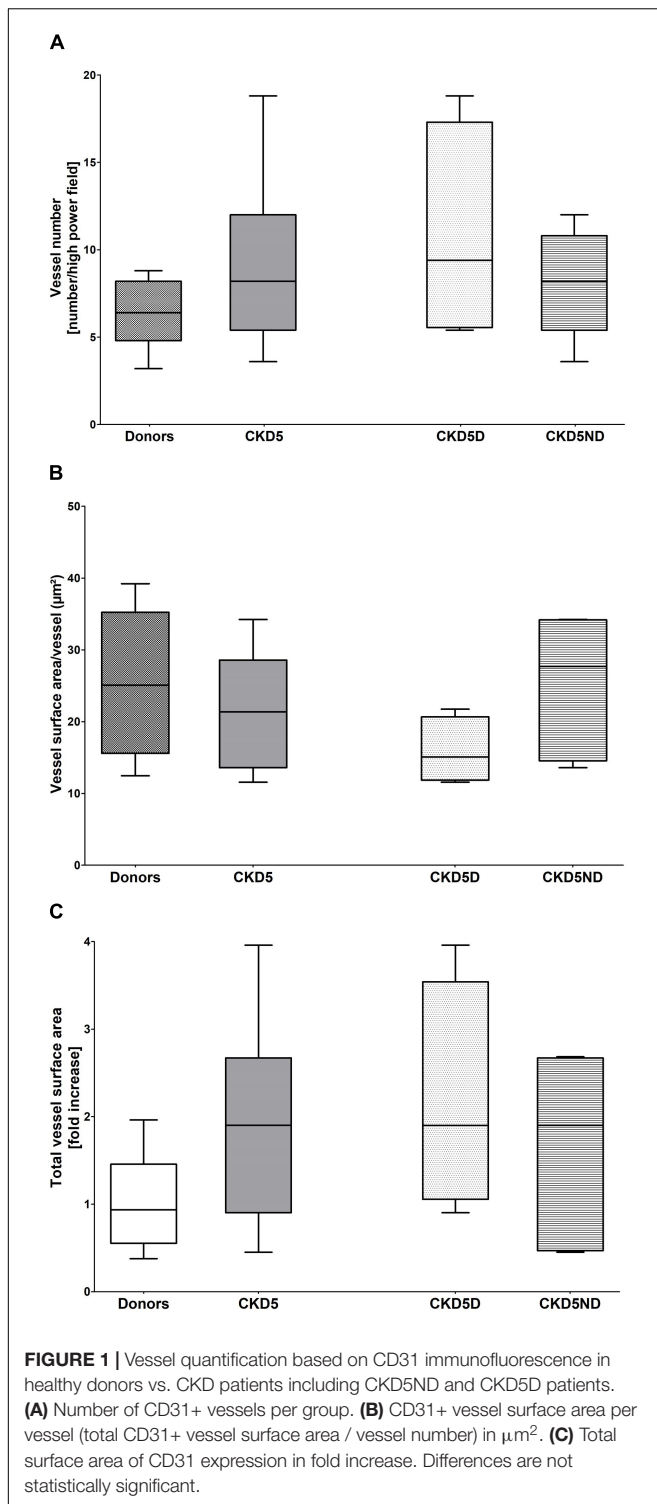 A
Vessel number
[number/high power field]
20
15
10
5
0
Donors CKD5 CKD5D CKD5ND
B
Vessel surface area/vessel (µm²)
50
40
30
20
10
0
Donors CKD5 CKD5D CKD5ND
C
Total vessel surface area
[fold increase]
4
3
2
1
0
Donors CKD5 CKD5D CKD5ND
FIGURE 1 | Vessel quantification based on CD31 immunofluorescence in
healthy donors vs. CKD patients including CKD5ND and CKD5D patients.
(A) Number of CD31+ vessels per group. (B) CD31+ vessel surface area per
vessel (total CD31+ vessel surface area / vessel number) in µm². (C) Total
surface area of CD31 expression in fold increase. Differences are not
statistically significant.